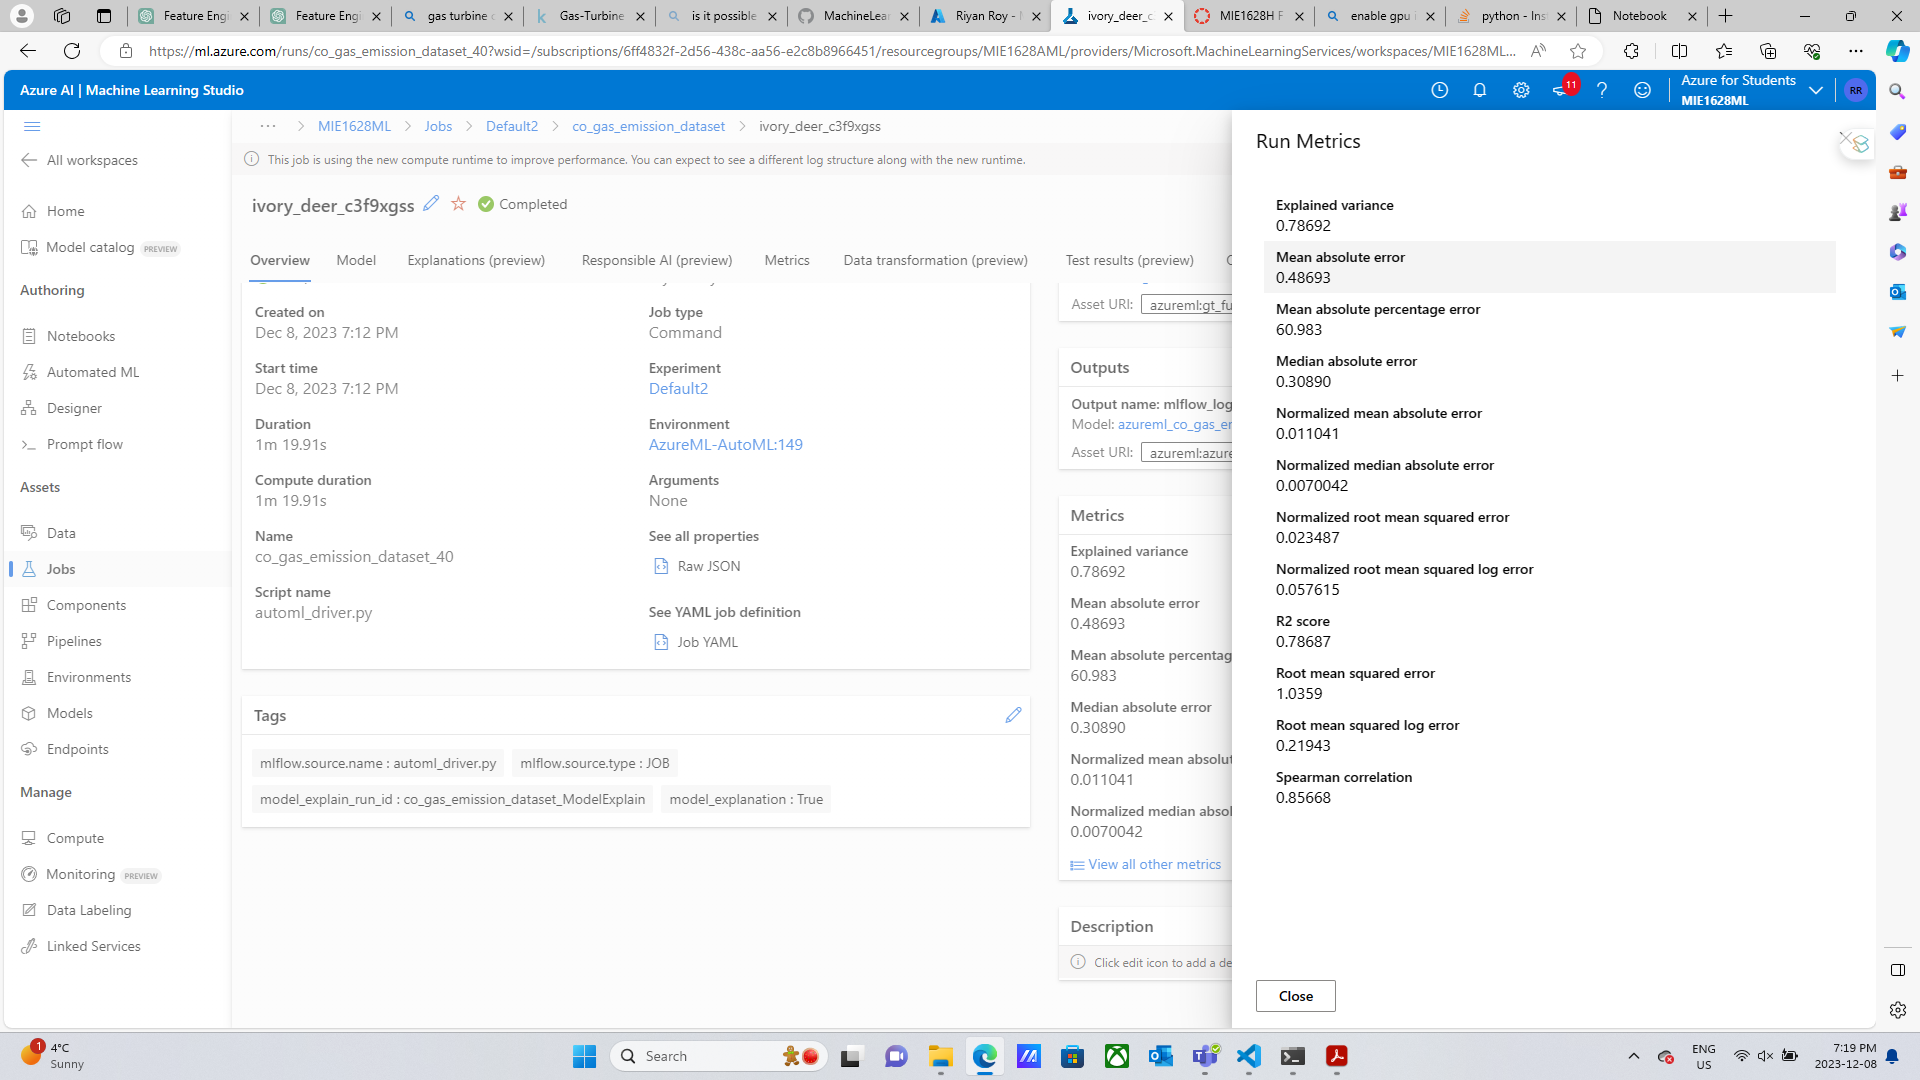 Feature Engi
Feature Engi
gas turbine c
Gas-Turbine
is it possible
MachineLear
Riyan Roy - M
ivory_deer_c
MIE1628H F
enable gpu i
python - Inst
Notebook
https://ml.azure.com/runs/co_gas_emission_dataset_40?wsid=/subscriptions/6ff4832f-2d56-438c-aa56-e2c8b8966451/resourcegroups/MIE1628AML/providers/Microsoft.MachineLearningServices/workspaces/MIE1628ML...
Azure AI | Machine Learning Studio
11
Azure for Students
MIE1628ML
RR
All workspaces
Home
Model catalog PREVIEW
Authoring
Notebooks
Automated ML
Designer
Prompt flow
Assets
Data
Jobs
Components
Pipelines
Environments
Models
Endpoints
Manage
Compute
Monitoring PREVIEW
Data Labeling
Linked Services
... > MIE1628ML > Jobs > Default2 > co_gas_emission_dataset > ivory_deer_c3f9xgss
This job is using the new compute runtime to improve performance. You can expect to see a different log structure along with the new runtime.
ivory_deer_c3f9xgss Completed
Overview Model Explanations (preview) Responsible AI (preview) Metrics Data transformation (preview) Test results (preview)
Created on
Dec 8, 2023 7:12 PM
Start time
Dec 8, 2023 7:12 PM
Duration
1m 19.91s
Compute duration
1m 19.91s
Name
co_gas_emission_dataset_40
Script name
automl_driver.py
Job type
Command
Experiment
Default2
Environment
AzureML-AutoML:149
Arguments
None
See all properties
Raw JSON
See YAML job definition
Job YAML
Tags
mlflow.source.name : automl_driver.py
mlflow.source.type : JOB
model_explain_run_id : co_gas_emission_dataset_ModelExplain
model_explanation : True
Asset URI: azureml:gt_fu
Outputs
Output name: mlflow_log
Model: azureml_co_gas_er
Asset URI: azureml:azure
Metrics
Explained variance
0.78692
Mean absolute error
0.48693
Mean absolute percentag
60.983
Median absolute error
0.30890
Normalized mean absolut
0.011041
Normalized median absol
0.0070042
View all other metrics
Description
Click edit icon to add a de
Run Metrics
Explained variance
0.78692
Mean absolute error
0.48693
Mean absolute percentage error
60.983
Median absolute error
0.30890
Normalized mean absolute error
0.011041
Normalized median absolute error
0.0070042
Normalized root mean squared error
0.023487
Normalized root mean squared log error
0.057615
R2 score
0.78687
Root mean squared error
1.0359
Root mean squared log error
0.21943
Spearman correlation
0.85668
Close
1
4°C
Sunny
Search
ENG
US
7:19 PM
2023-12-08